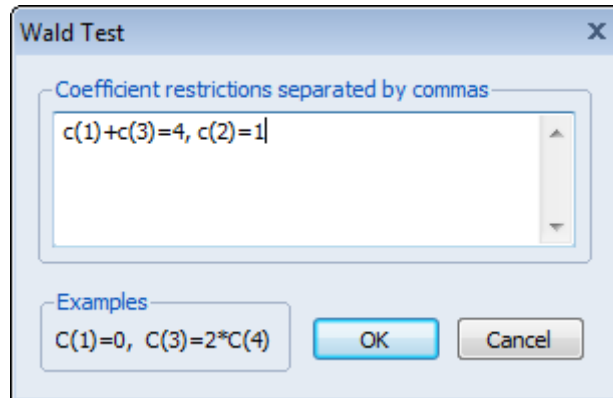 Wald Test
Coefficient restrictions separated by commas
c(1)+c(3)=4, c(2)=1
Examples
C(1)=0, C(3)=2*C(4)
OK
Cancel